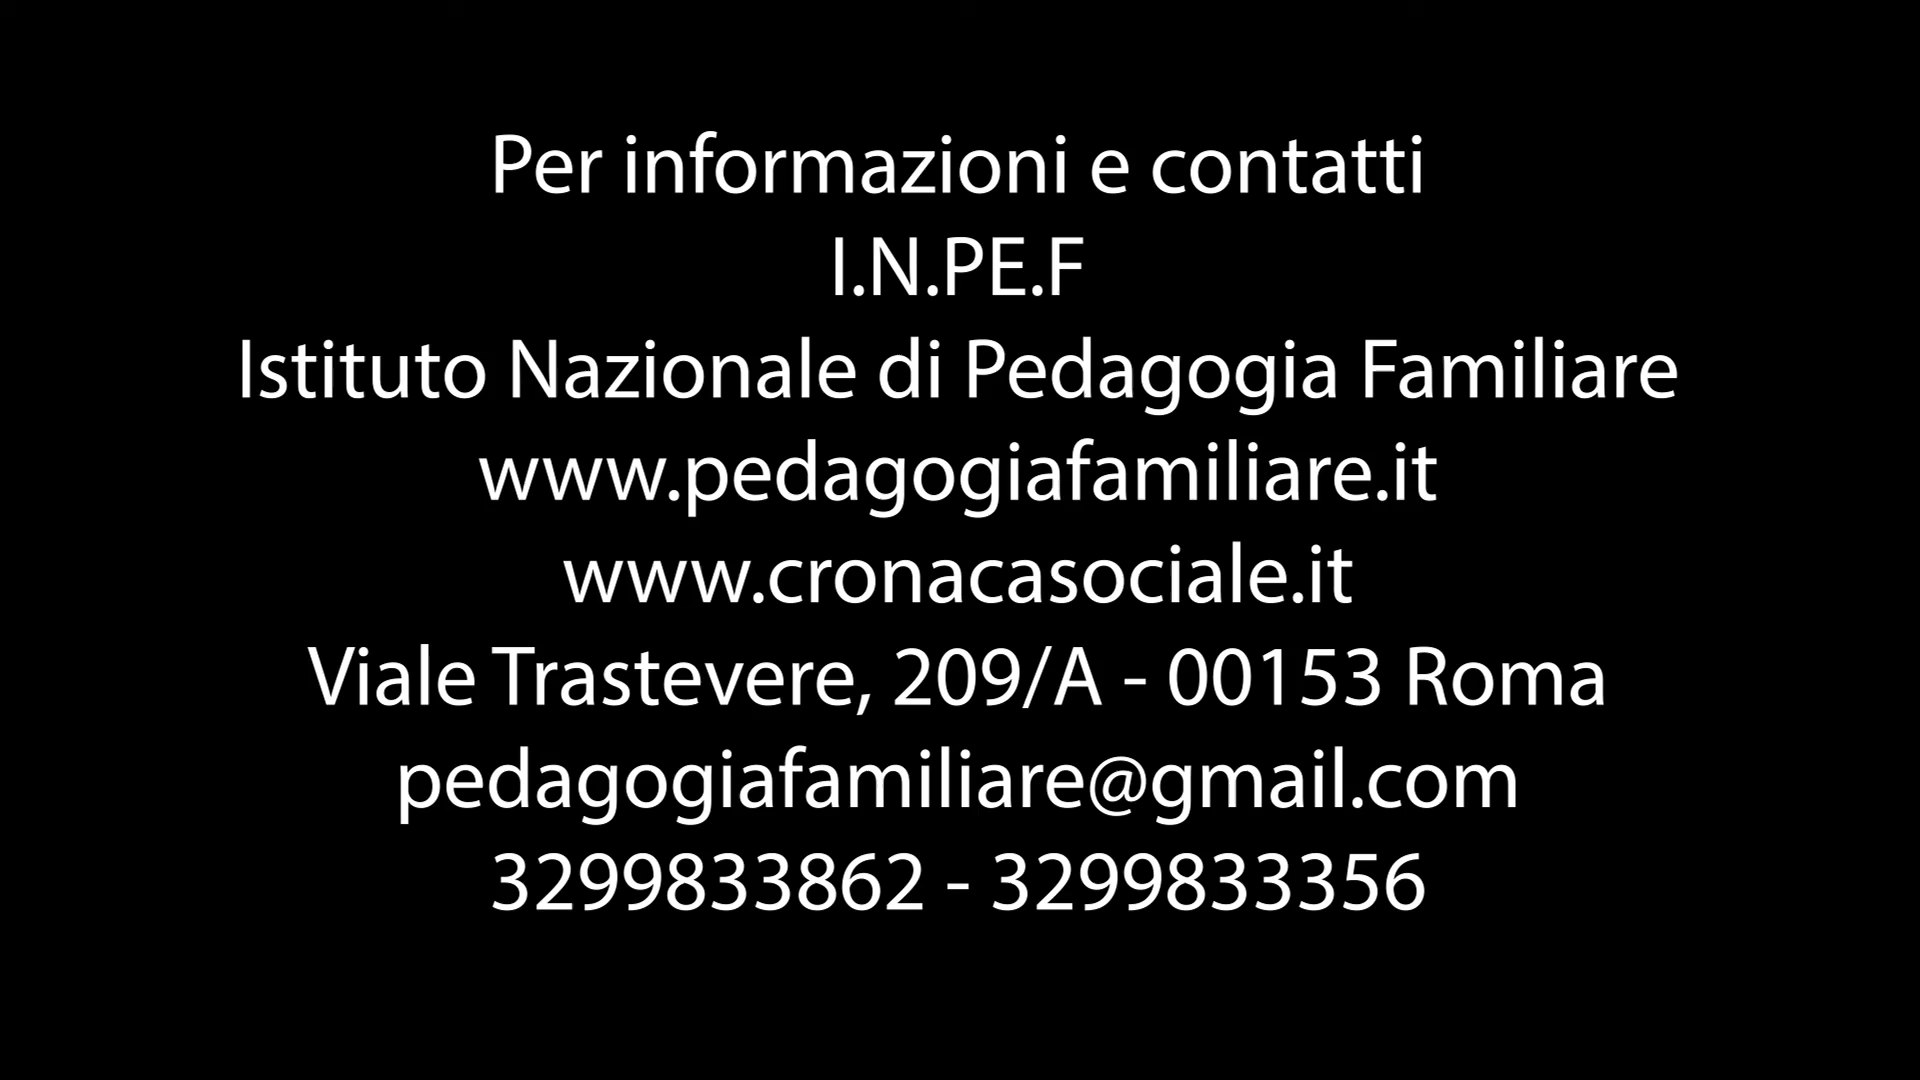 Per informazioni e contatti
I.N.PE.F
Istituto Nazionale di Pedagogia Familiare
www.pedagogiafamiliare.it
www.cronacasociale.it
Viale Trastevere, 209/A - 00153 Roma
pedagogiafamiliare@gmail.com
3299833862 - 3299833356